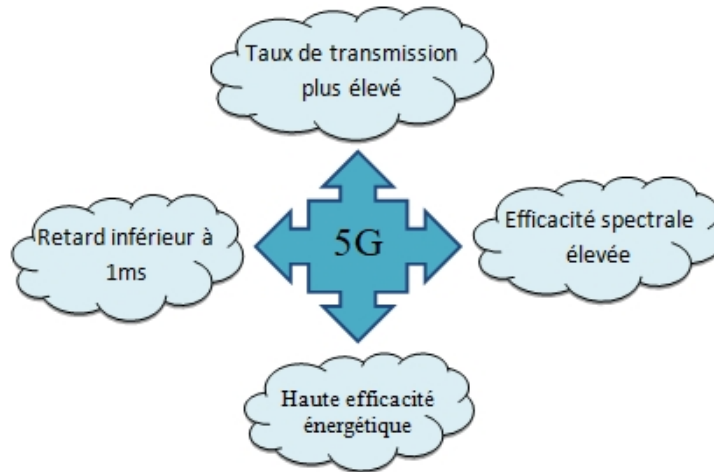 Taux de transmission
plus élevé
Retard inférieur à
1ms
5G
Efficacité spectrale
élevée
Haute efficacité
énergétique